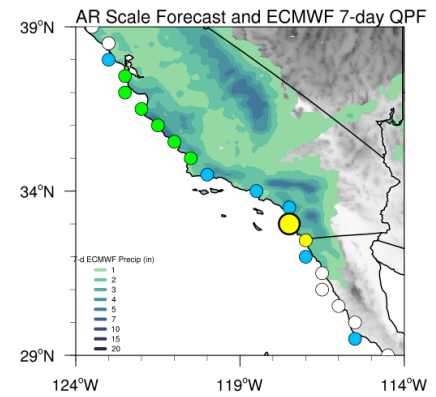 AR Scale Forecast and ECMWF 7-day QPF
39°N
34°N
7-d ECMWF Precip (in)
1
2
3
4
5
7
10
15
20
29°N
124°W
119°W
114°W